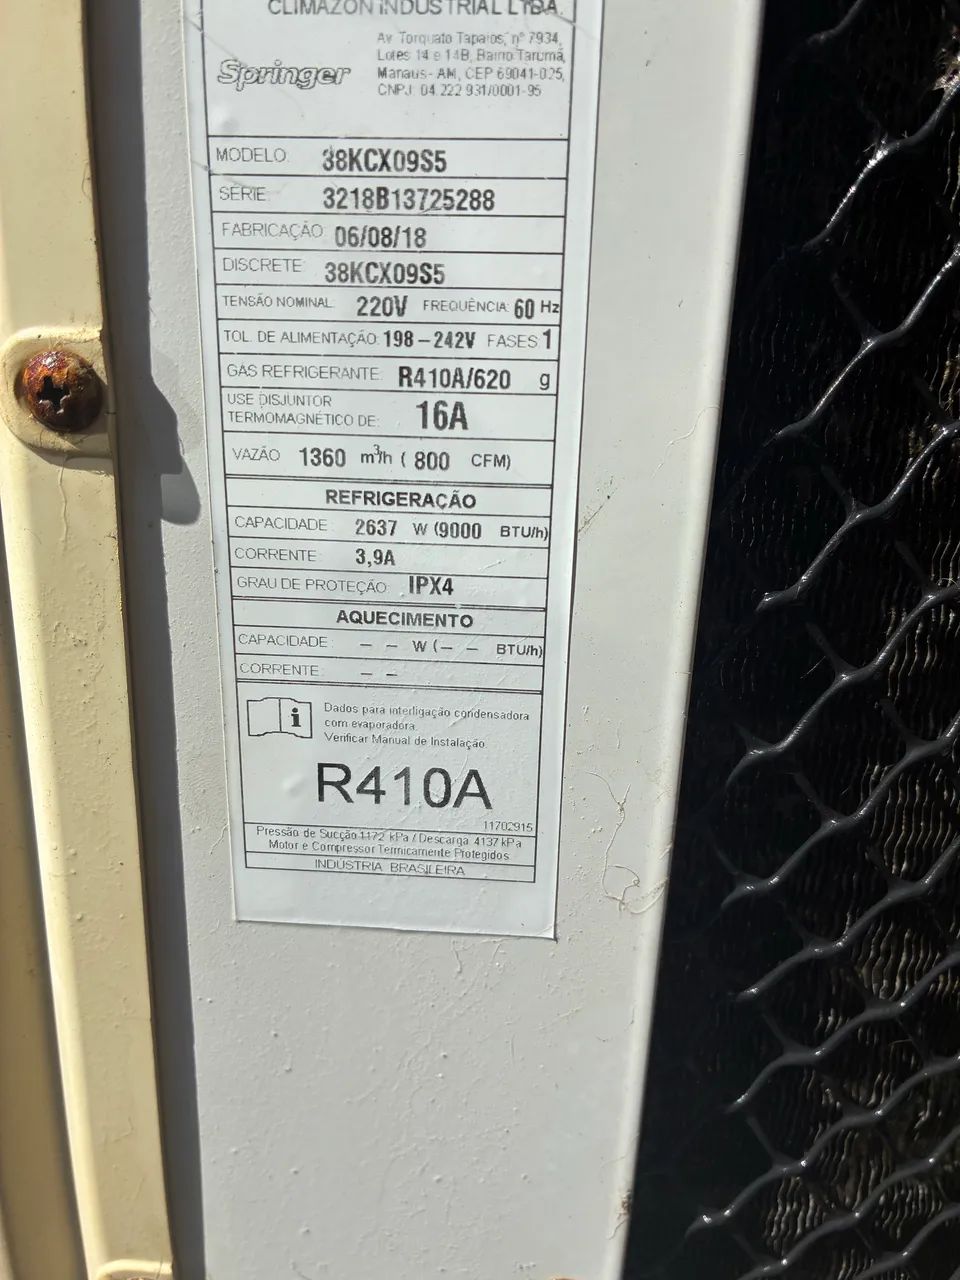 CLIMAZON INDUSTRIAL LTDA.
Springer
Av. Torquato Tapajós, nº 7934,
Lotes 14 e 14B, Bairro Tarumã,
Manaus- AM, CEP 69041-025,
CNPJ: 04.222.931/0001-95
MODELO: 38KCX09S5
SÉRIE: 3218B13725288
FABRICAÇÃO: 06/08/18
DISCRETE: 38KCX09S5
TENSÃO NOMINAL: 220V FREQUÊNCIA: 60 Hz
TOL. DE ALIMENTAÇÃO: 198 – 242V FASES: 1
GAS REFRIGERANTE: R410A/620 g
USE DISJUNTOR
TERMOMAGNÉTICO DE: 16A
VAZÃO 1360 m³/h ( 800 CFM)
REFRIGERAÇÃO
CAPACIDADE: 2637 W (9000 BTU/h)
CORRENTE: 3,9A
GRAU DE PROTEÇÃO: IPX4
AQUECIMENTO
CAPACIDADE: – – W (– – BTU/h)
CORRENTE: – –
i Dados para interligação condensadora
com evaporadora.
Verificar Manual de Instalação
R410A
11702915
Pressão de Sucção 1172 kPa / Descarga 4137 kPa
Motor e Compressor Termicamente Protegidos
INDÚSTRIA BRASILEIRA